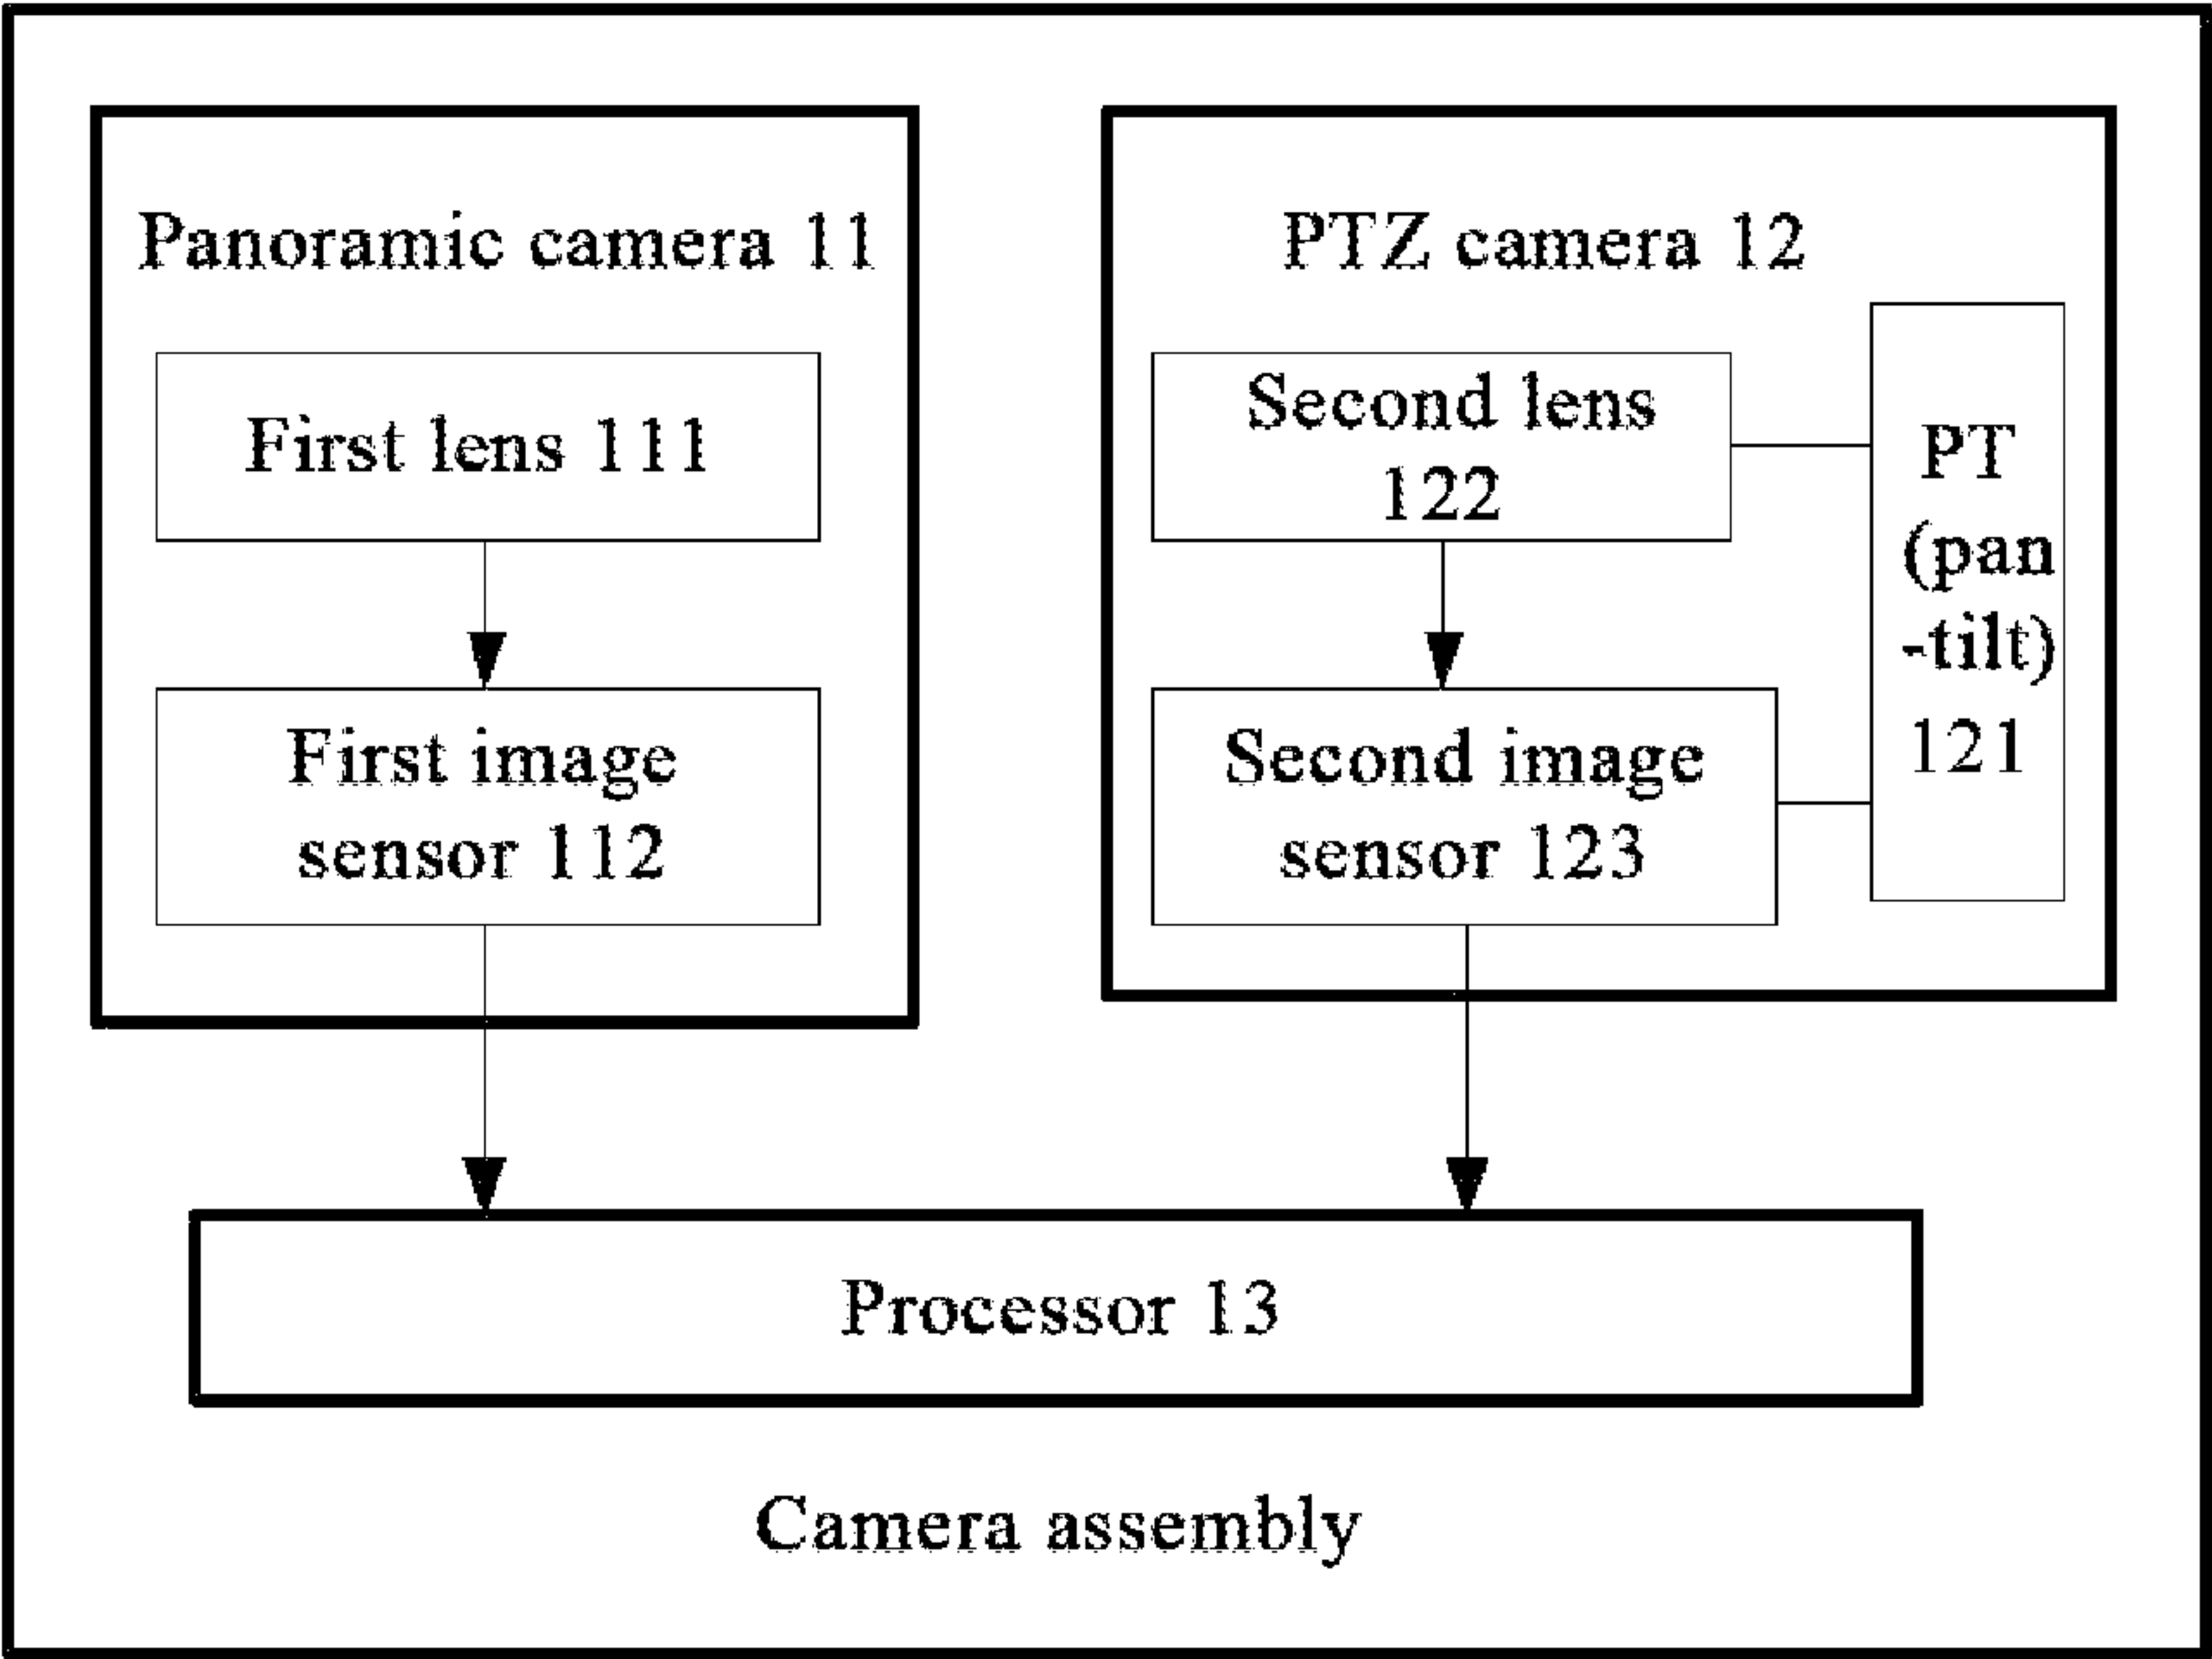 Panoramic camera 11
First lens 111
First image
sensor 112
PTZ camera 12
Second lens
122
Second image
sensor 123
PT
(pan
-tilt)
121
Processor 13
Camera assembly